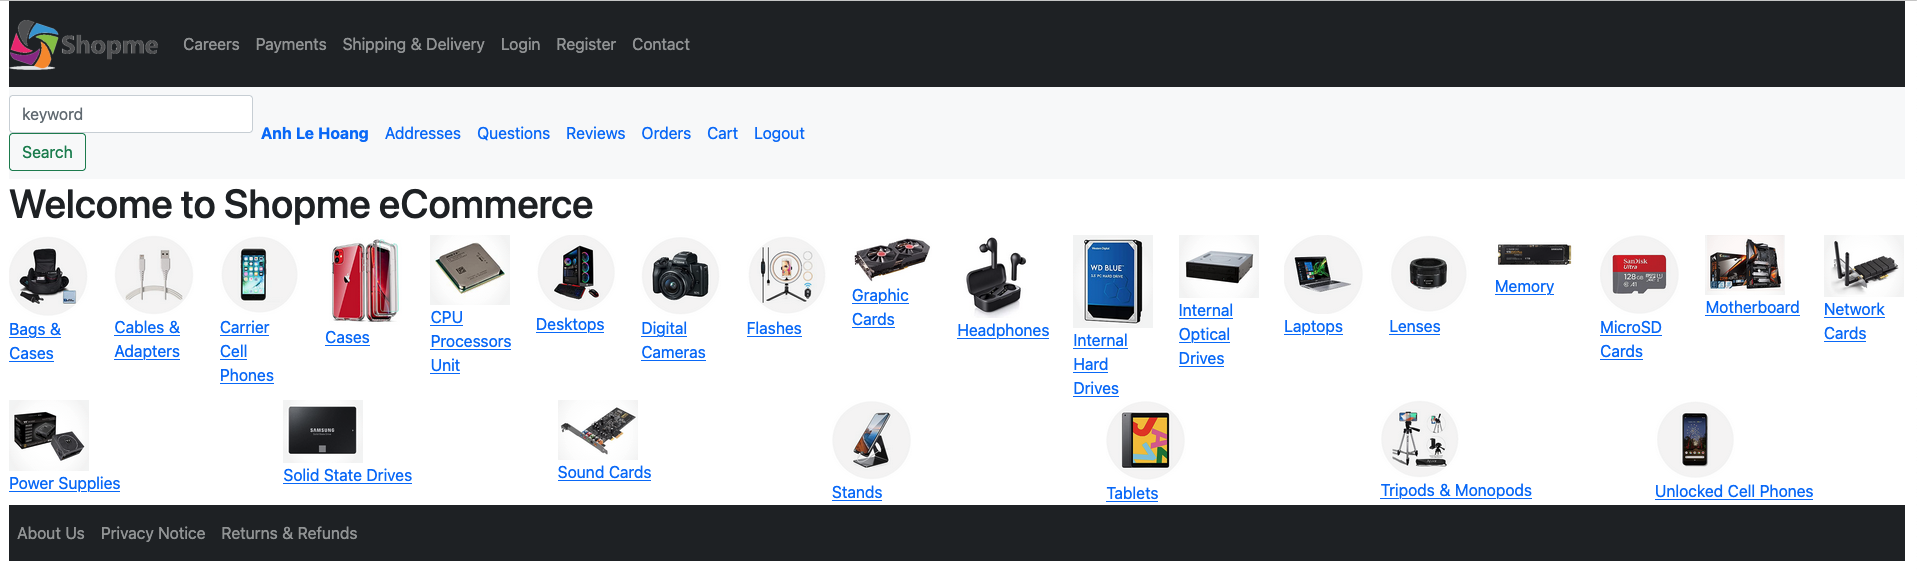 Shopme Careers Payments Shipping & Delivery Login Register Contact
keyword
Anh Le Hoang Addresses Questions Reviews Orders Cart Logout
Search
Welcome to Shopme eCommerce
Bags &
Cases
Cables &
Adapters
Carrier
Cell
Phones
Cases
CPU
Processors
Unit
Desktops
Digital
Cameras
Flashes
Graphic
Cards
Headphones
WD BLUE
Internal
Hard
Drives
Internal
Optical
Drives
Laptops
Lenses
Memory
SanDisk
Ultra
128
MicroSD
Cards
Motherboard
Network
Cards
Power Supplies
SAMSUNG
Solid State Drives
Sound Cards
Stands
Tablets
Tripods & Monopods
Unlocked Cell Phones
About Us Privacy Notice Returns & Refunds